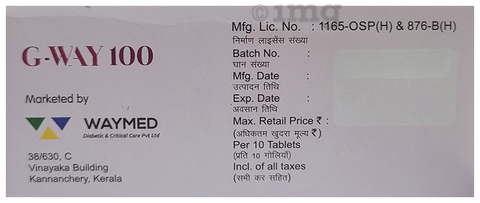 1mg
G-WAY 100
Marketed by
WAYMED
Diabetic & Critical Care Pvt Ltd
38/630, C
Vinayaka Building
Kannanchery, Kerala
Mfg. Lic. No. : 1165-OSP(H) & 876-B(H)
निर्माण लाइसेंस संख्या
Batch No. :
घान संख्या
Mfg. Date :
उत्पादन तिथि
Exp. Date :
अवसान तिथि
Max. Retail Price ₹ :
(अधिकतम खुदरा मूल्य ₹)
Per 10 Tablets
(प्रति 10 गोलियाँ)
Incl. of all taxes
(सभी कर सहित)